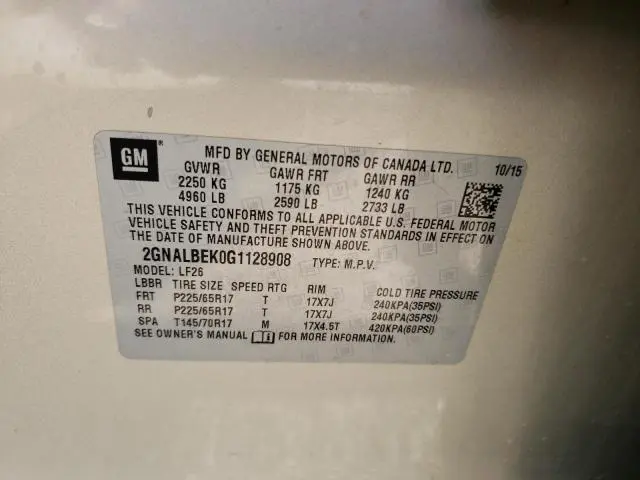 GM®
MFD BY GENERAL MOTORS OF CANADA LTD. 10/15
GVWR GAWR FRT GAWR RR
2250 KG 1175 KG 1240 KG
4960 LB 2590 LB 2733 LB
THIS VEHICLE CONFORMS TO ALL APPLICABLE U.S. FEDERAL MOTOR
VEHICLE SAFETY AND THEFT PREVENTION STANDARDS IN EFFECT ON
THE DATE OF MANUFACTURE SHOWN ABOVE.
2GNALBEK0G1128908 TYPE: M.P.V.
MODEL: LF26
LBBR TIRE SIZE SPEED RTG RIM COLD TIRE PRESSURE
FRT P225/65R17 T 17X7J 240KPA(35PSI)
RR P225/65R17 T 17X7J 240KPA(35PSI)
SPA T145/70R17 M 17X4.5T 420KPA(60PSI)
SEE OWNER'S MANUAL FOR MORE INFORMATION